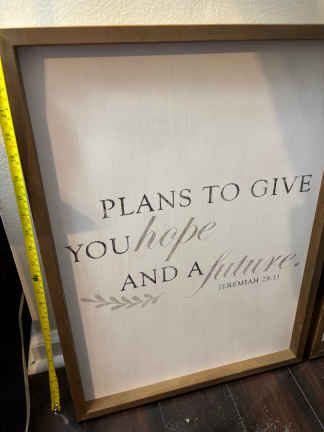 PLANS TO GIVE
YOU hope
AND A future.
JEREMIAH 29:11